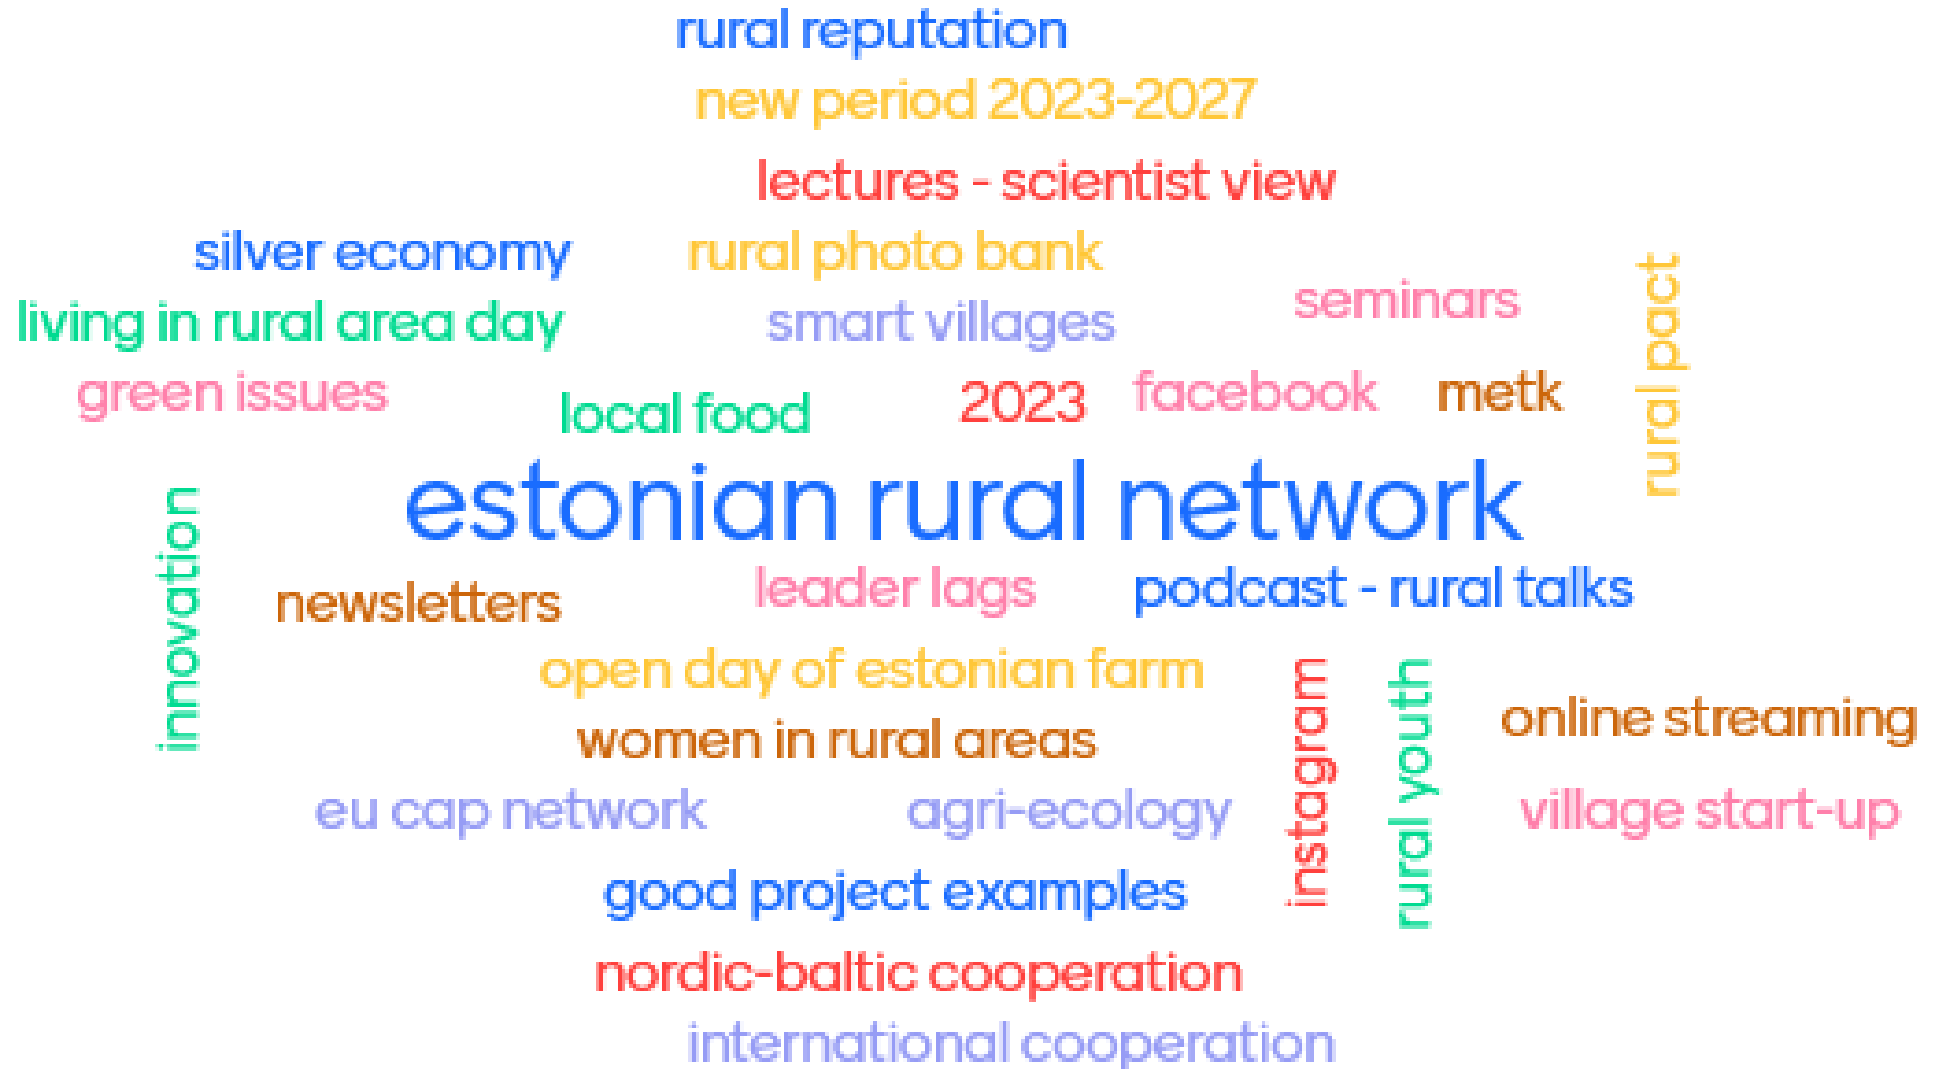 rural reputation
new period 2023-2027
lectures - scientist view
silver economy
rural photo bank
living in rural area day
smart villages
seminars
rural pact
green issues
local food
2023
facebook
metk
estonian rural network
innovation
newsletters
leader lags
podcast - rural talks
open day of estonian farm
instagram
rural youth
online streaming
women in rural areas
eu cap network
agri-ecology
village start-up
good project examples
nordic-baltic cooperation
international cooperation